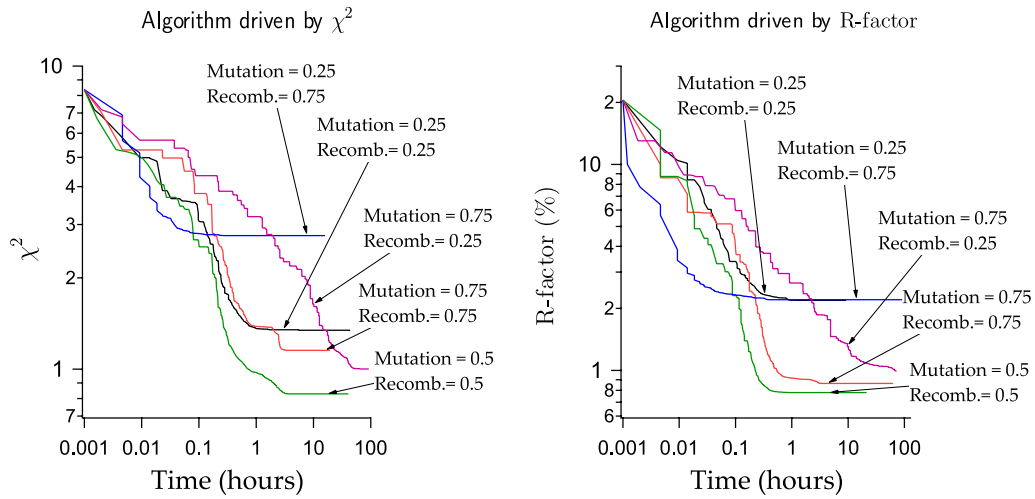 Algorithm driven by χ²
10
8
7
6
5
4
3
2
1
8
7
χ²
0.001
0.01
0.1
1
10
100
Time (hours)
Mutation = 0.25
Recomb.= 0.75
Mutation = 0.25
Recomb.= 0.25
Mutation = 0.75
Recomb.= 0.25
Mutation = 0.75
Recomb.= 0.75
Mutation = 0.5
Recomb.= 0.5
Algorithm driven by R-factor
2
10
8
6
4
2
1
8
6
R-factor (%)
0.001
0.01
0.1
1
10
100
Time (hours)
Mutation = 0.25
Recomb.= 0.25
Mutation = 0.25
Recomb.= 0.75
Mutation = 0.75
Recomb.= 0.25
Mutation = 0.75
Recomb.= 0.75
Mutation = 0.5
Recomb.= 0.5